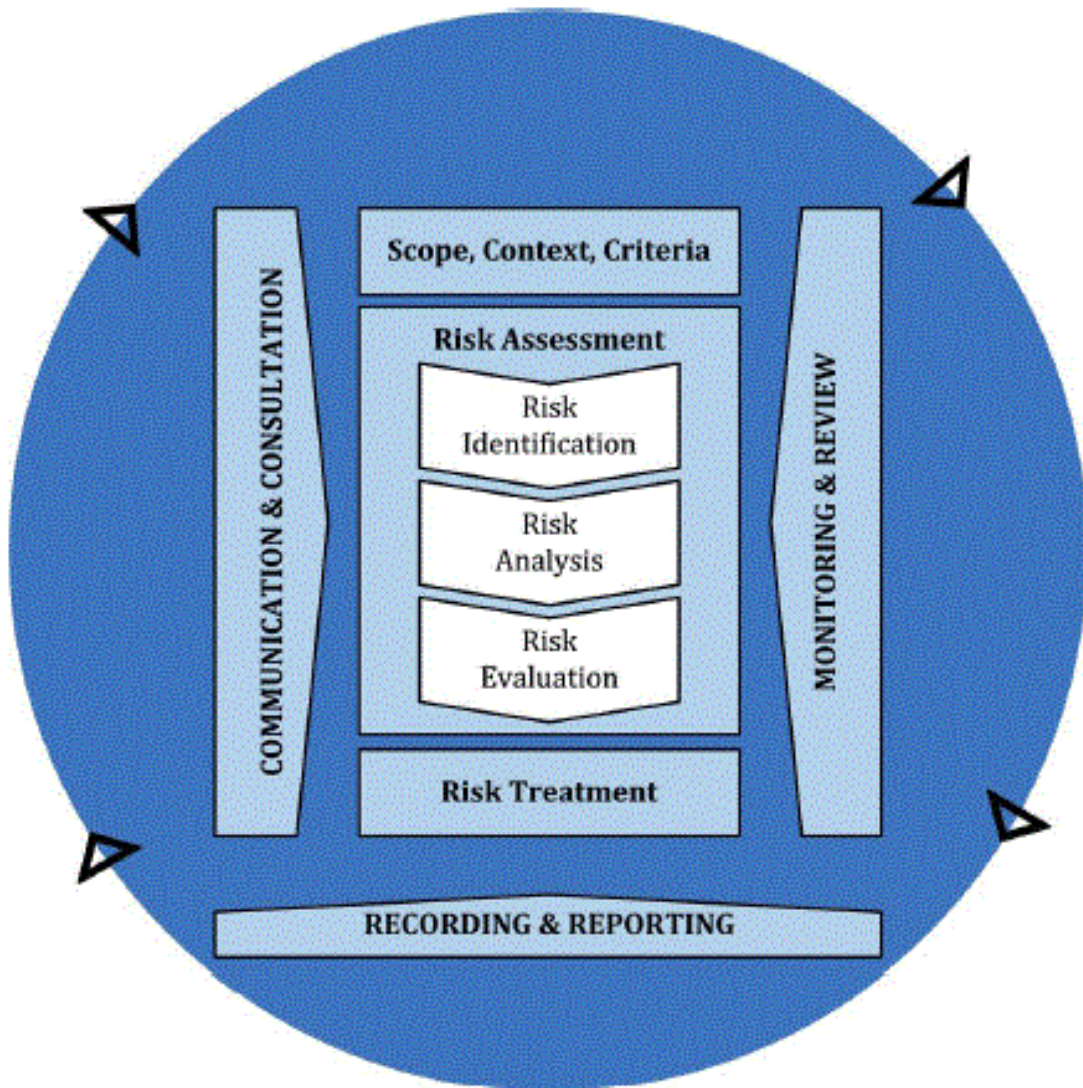 Scope, Context, Criteria
COMMUNICATION & CONSULTATION
Risk Assessment
Risk
Identification
Risk
Analysis
Risk
Evaluation
MONITORING & REVIEW
Risk Treatment
RECORDING & REPORTING